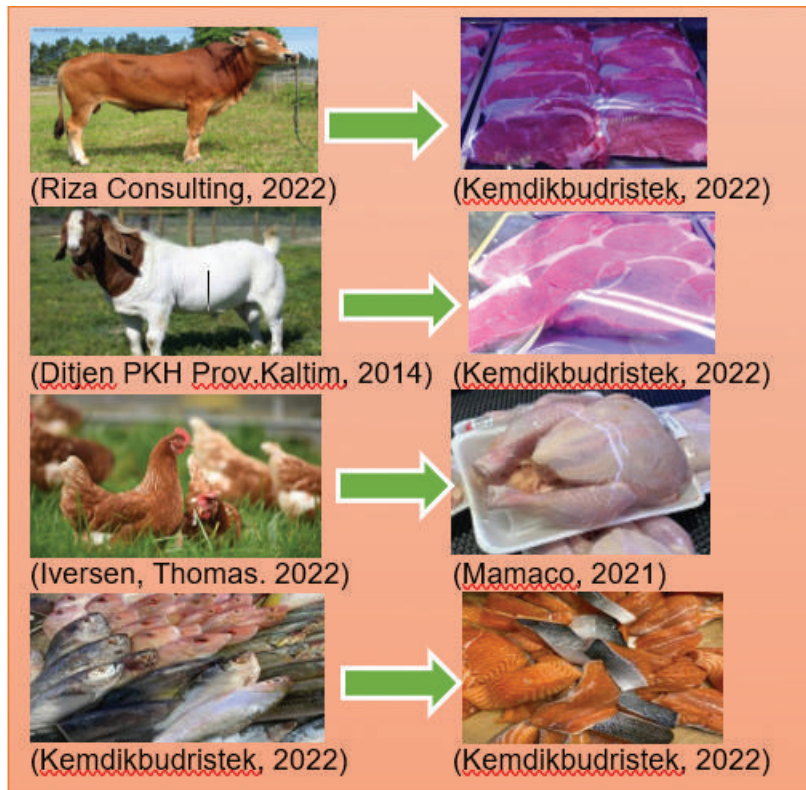 (Riza Consulting, 2022) (Kemdikbudristek, 2022)
(Ditjen PKH Prov.Kaltim, 2014) (Kemdikbudristek, 2022)
(Iversen, Thomas. 2022) (Mamaco, 2021)
(Kemdikbudristek, 2022) (Kemdikbudristek, 2022)